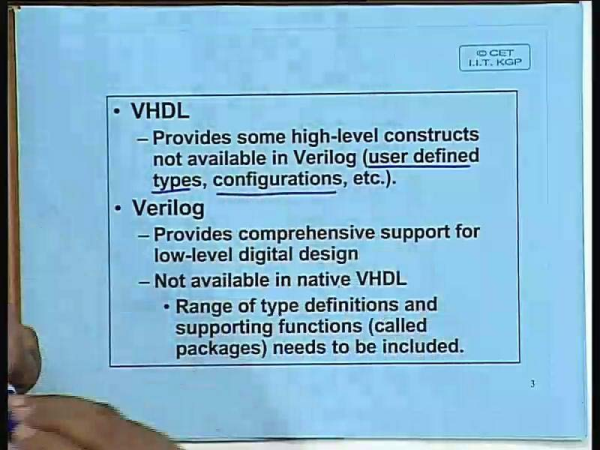 © CET
I.I.T. KGP
• VHDL
– Provides some high-level constructs
not available in Verilog (user defined
types, configurations, etc.).
• Verilog
– Provides comprehensive support for
low-level digital design
– Not available in native VHDL
• Range of type definitions and
supporting functions (called
packages) needs to be included.
3